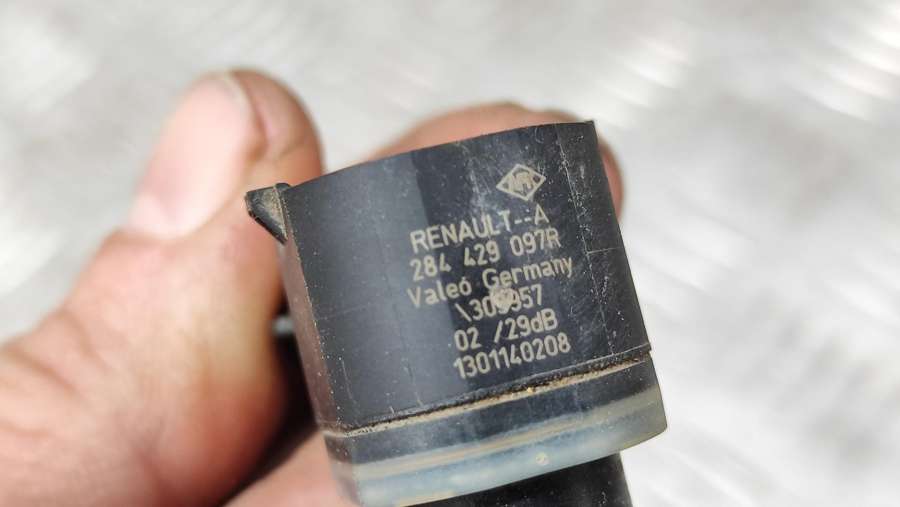 RENAULT--A
284 429 097R
Valeo Germany
02 /29dB
1301140208